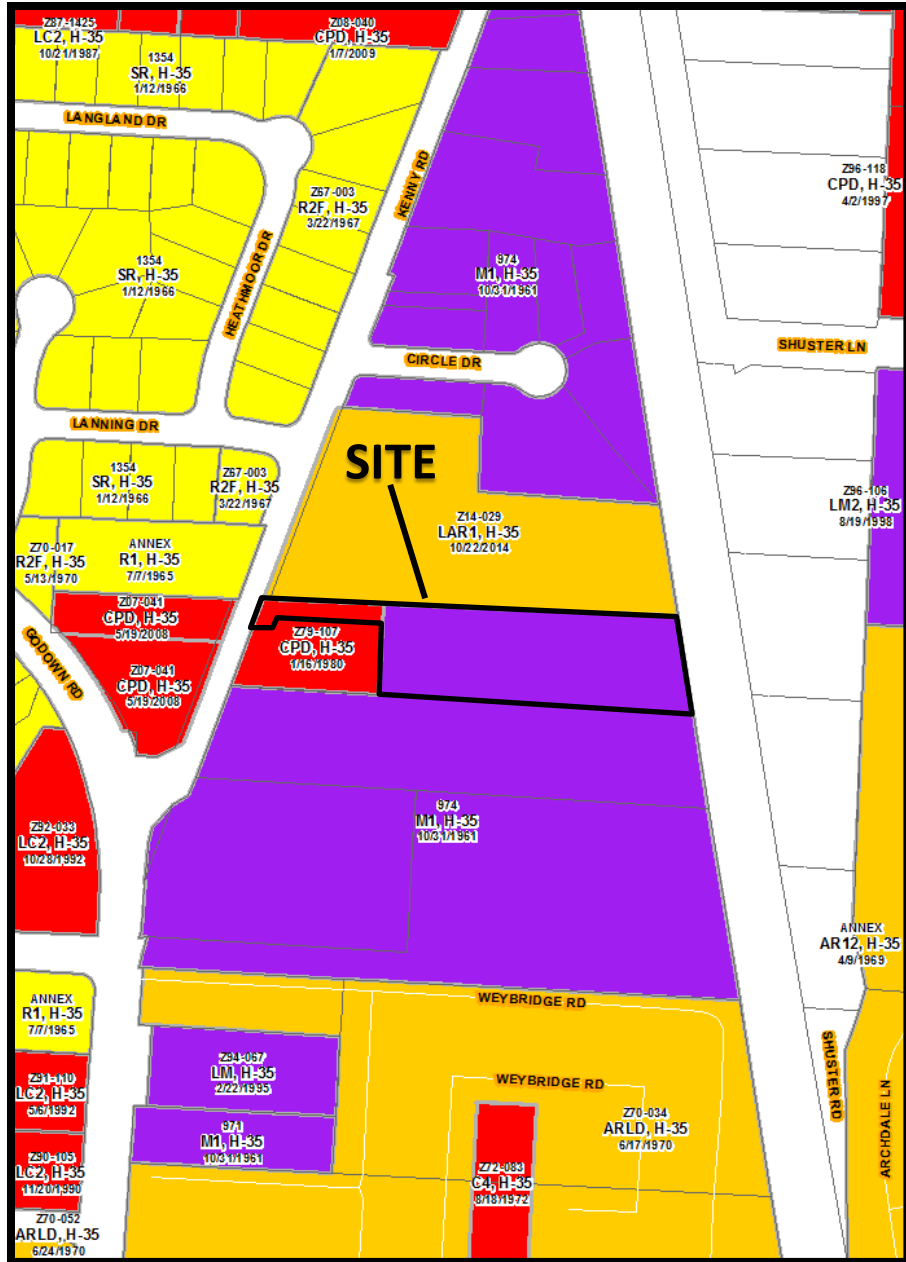 Z87-1425
LC2, H-35
10/21/1987
Z08-040
CPD, H-35
1/7/2009
1354
SR, H-35
1/12/1966
LANGLAND DR
KENNY RD
Z67-003
R2F, H-35
3/22/1967
Z96-118
CPD, H-35
4/2/1997
HEATHMOOR DR
1354
SR, H-35
1/12/1966
974
M1, H-35
10/31/1961
CIRCLE DR
SHUSTER LN
LANNING DR
SITE
1354
SR, H-35
1/12/1966
Z67-003
R2F, H-35
3/22/1967
Z96-106
LM2, H-35
8/19/1998
Z14-029
LAR1, H-35
10/22/2014
Z70-017
R2F, H-35
5/13/1970
ANNEX
R1, H-35
7/7/1965
Z07-041
CPD, H-35
5/19/2008
Z79-107
CPD, H-35
1/16/1980
GODOWN RD
Z07-041
CPD, H-35
5/19/2008
974
M1, H-35
10/31/1961
Z92-033
LC2, H-35
10/28/1992
ANNEX
AR12, H-35
4/9/1969
ANNEX
R1, H-35
7/7/1965
WEYBRIDGE RD
Z94-067
LM, H-35
2/22/1995
WEYBRIDGE RD
SHUSTER RD
ARCHDALE LN
Z91-110
LC2, H-35
5/6/1992
Z70-034
ARLD, H-35
6/17/1970
971
M1, H-35
10/31/1961
Z90-105
LC2, H-35
11/20/1990
Z72-083
C4, H-35
8/18/1972
Z70-052
ARLD, H-35
6/24/1970